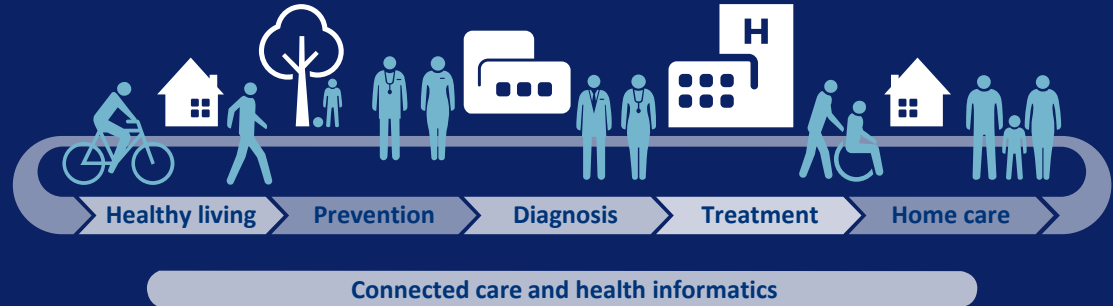 H
Healthy living Prevention Diagnosis Treatment Home care
Connected care and health informatics